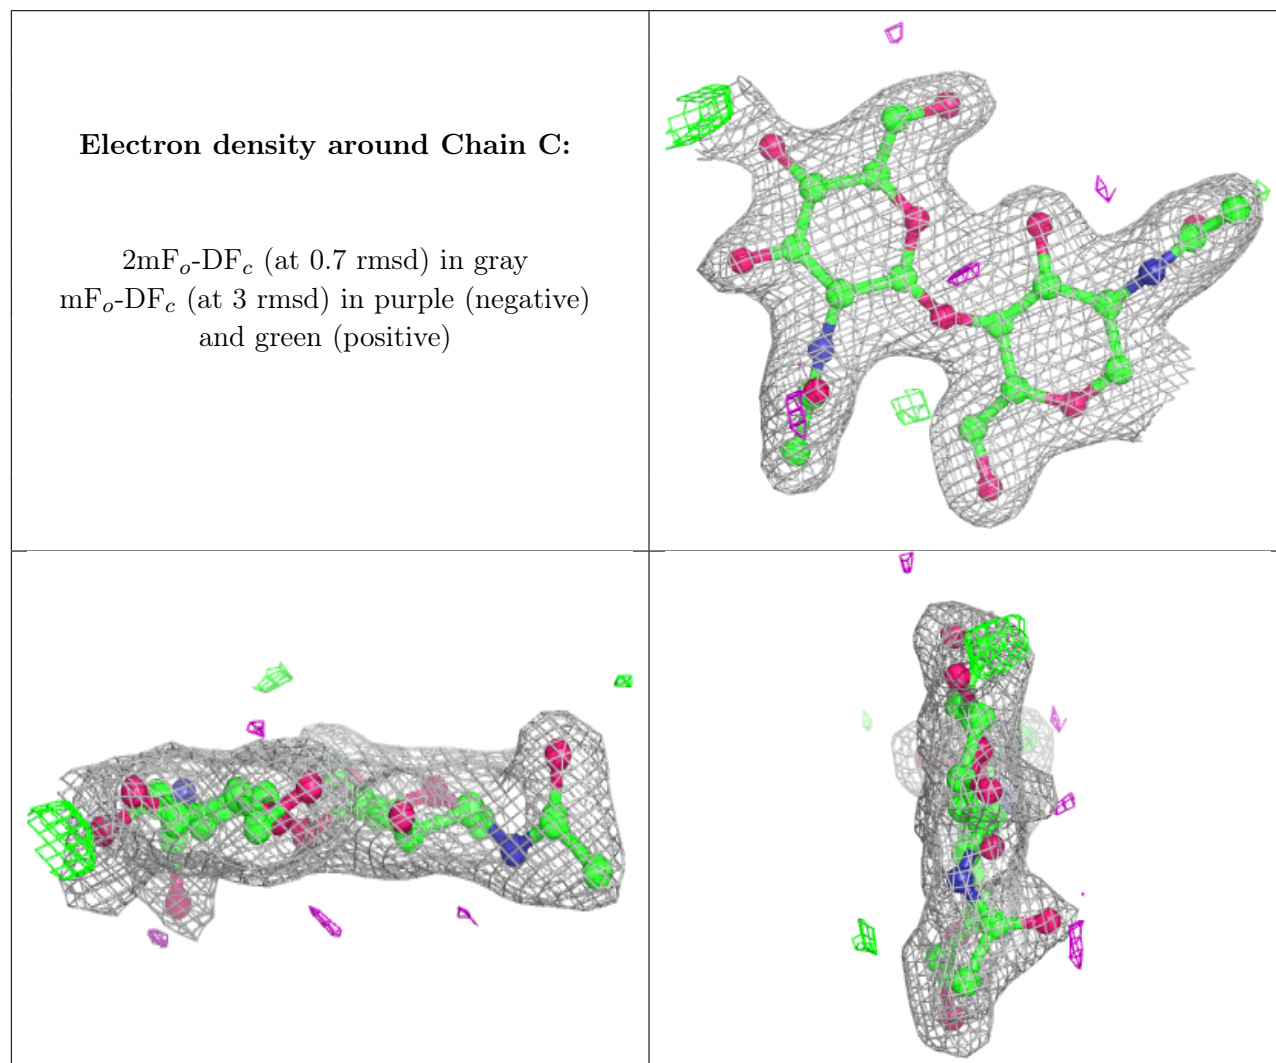 Electron density around Chain C:
2mFo-DFc (at 0.7 rmsd) in gray
mFo-DFc (at 3 rmsd) in purple (negative)
and green (positive)